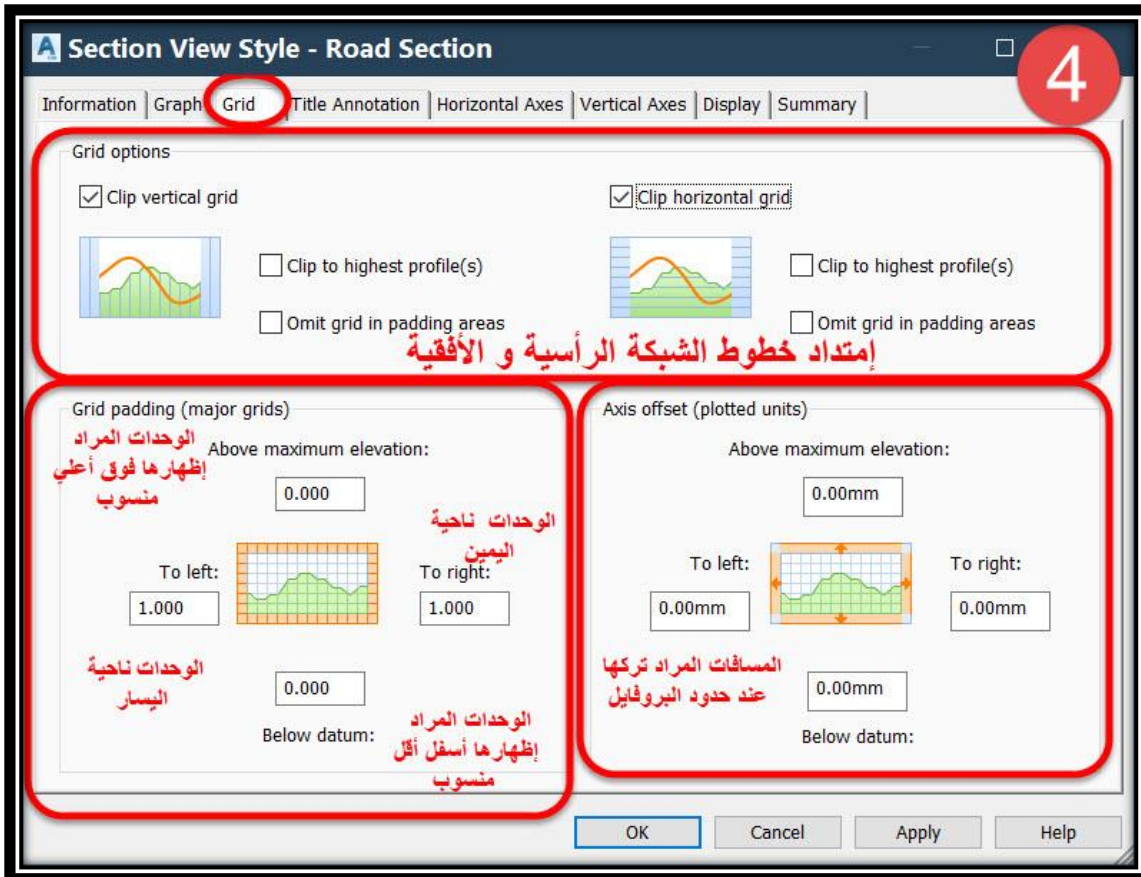 Section View Style - Road Section
4
Information
Graph
Grid
Title Annotation
Horizontal Axes
Vertical Axes
Display
Summary
Grid options
Clip vertical grid
Clip to highest profile(s)
Omit grid in padding areas
Clip horizontal grid
Clip to highest profile(s)
Omit grid in padding areas
إمتداد خطوط الشبكة الرأسية و الأفقية
Grid padding (major grids)
الوحدات المراد
إظهارها فوق أعلي
منسوب
Above maximum elevation:
0.000
الوحدات ناحية
اليمين
To left:
1.000
To right:
1.000
الوحدات ناحية
اليسار
0.000
Below datum:
الوحدات المراد
إظهارها أسفل أقل
منسوب
Axis offset (plotted units)
Above maximum elevation:
0.00mm
To left:
0.00mm
To right:
0.00mm
المسافات المراد تركها
عند حدود البروفايل
0.00mm
Below datum:
OK
Cancel
Apply
Help